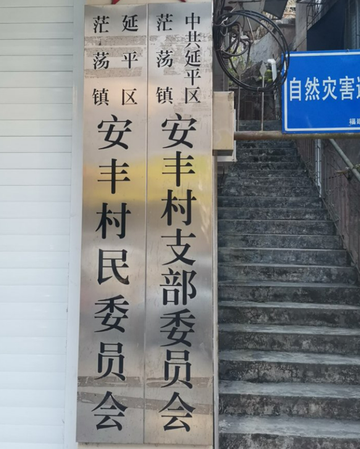 中共延平区
茫荡镇
安丰村支部委员会
延平区
茫荡镇
安丰村民委员会
自然灾害